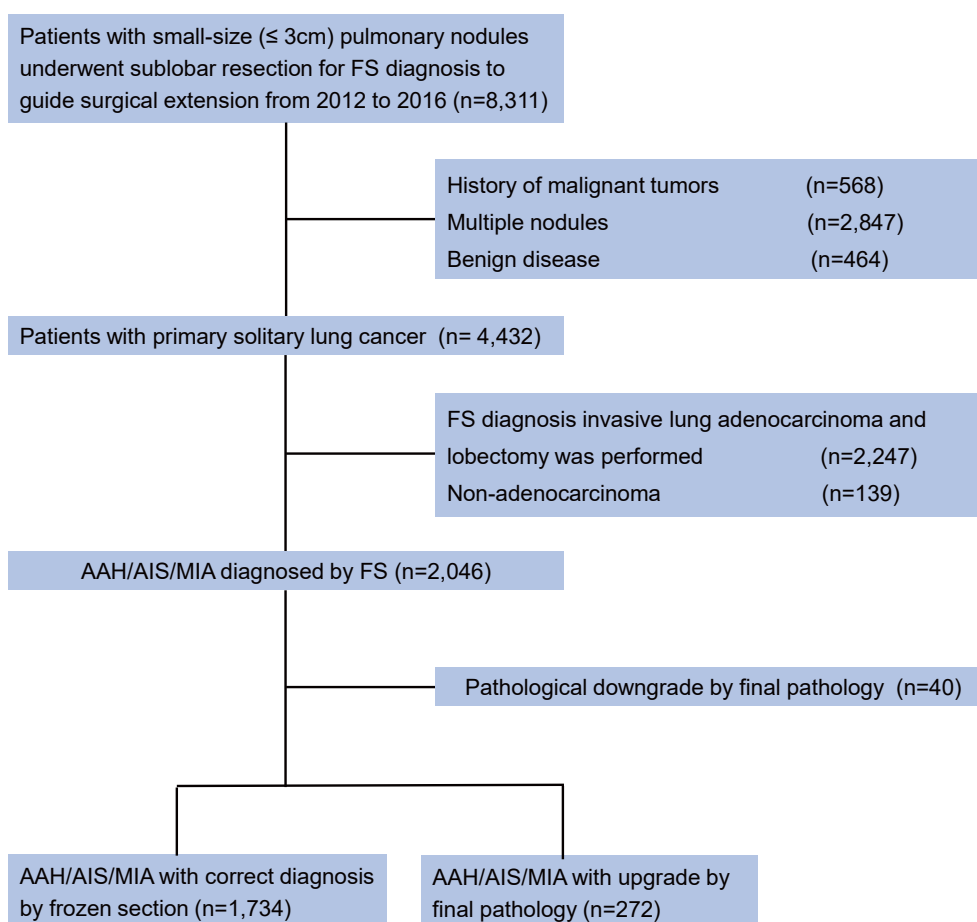 Patients with small-size (≤ 3cm) pulmonary nodules
underwent sublobar resection for FS diagnosis to
guide surgical extension from 2012 to 2016 (n=8,311)
History of malignant tumors (n=568)
Multiple nodules (n=2,847)
Benign disease (n=464)
Patients with primary solitary lung cancer (n= 4,432)
FS diagnosis invasive lung adenocarcinoma and
lobectomy was performed (n=2,247)
Non-adenocarcinoma (n=139)
AAH/AIS/MIA diagnosed by FS (n=2,046)
Pathological downgrade by final pathology (n=40)
AAH/AIS/MIA with correct diagnosis
by frozen section (n=1,734)
AAH/AIS/MIA with upgrade by
final pathology (n=272)